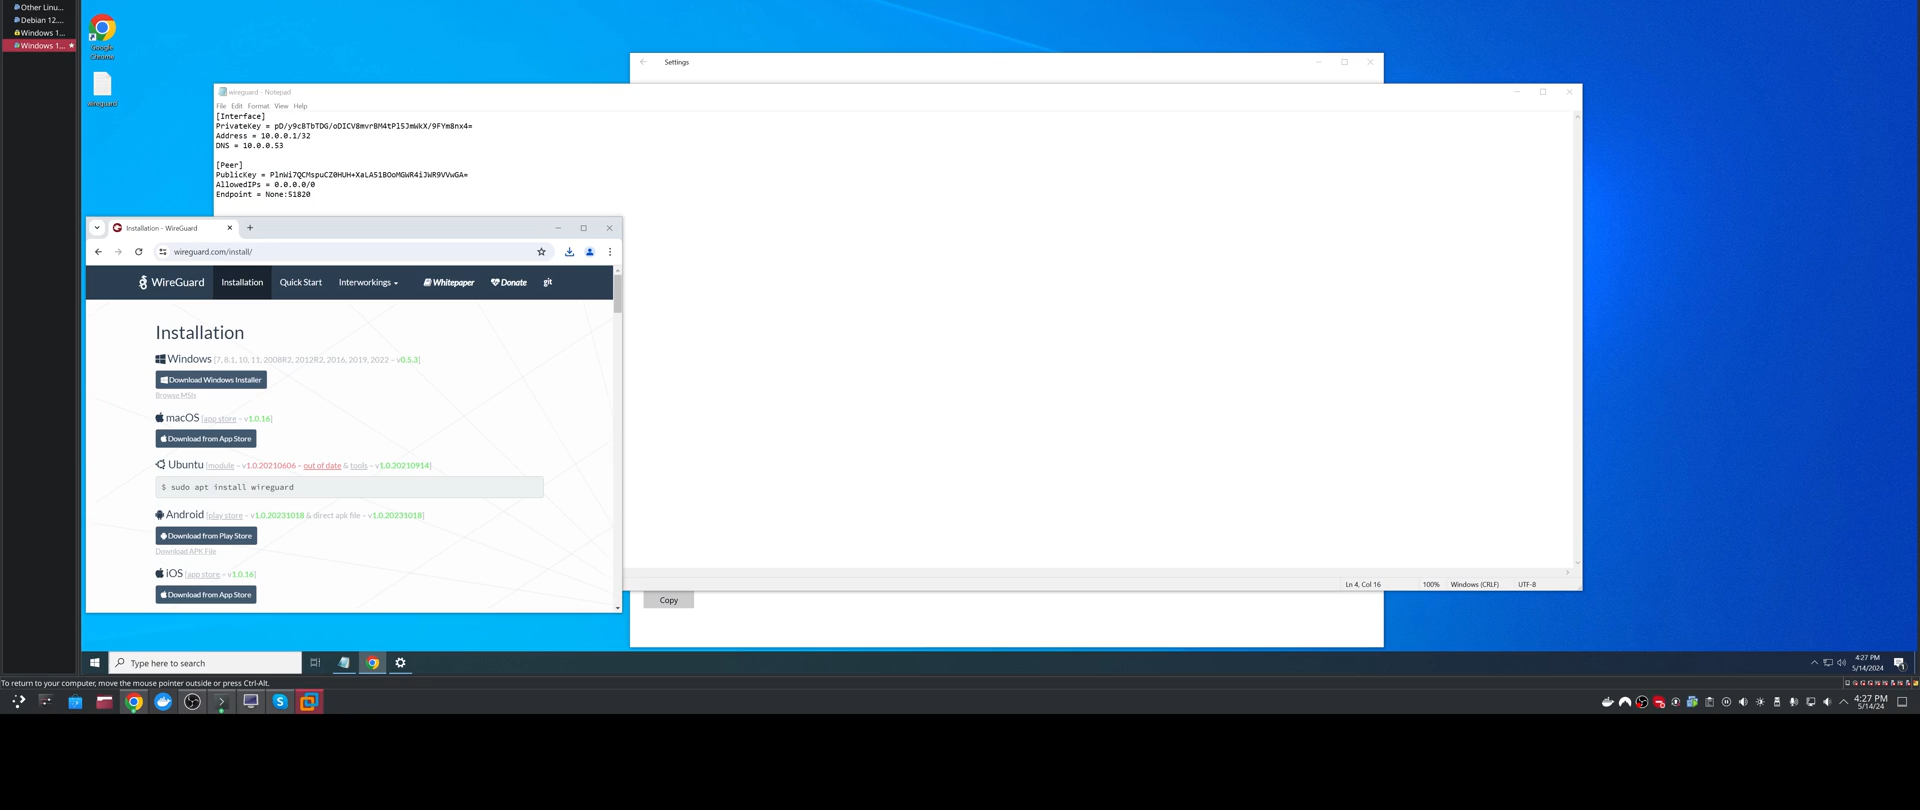 Other Linu...
Debian 12....
Windows 1...
Windows 1...
Google
Chrome
wireguard
Settings
wireguard - Notepad
File Edit Format View Help
[Interface]
PrivateKey = pD/y9cBTbTDG/oDICV8mvrBM4tPl5JmWkX/9FYm8nx4=
Address = 10.0.0.1/32
DNS = 10.0.0.53
[Peer]
PublicKey = PlnWi7QCMspuCZ0HUH+XaLA51BOoMGWR4iJWR9VVwGA=
AllowedIPs = 0.0.0.0/0
Endpoint = None:51820
Installation - WireGuard
wireguard.com/install/
WireGuard Installation Quick Start Interworkings Whitepaper Donate git
Installation
Windows [7, 8.1, 10, 11, 2008R2, 2012R2, 2016, 2019, 2022 – v0.5.3]
Download Windows Installer
Browse MSIs
macOS [app store – v1.0.16]
Download from App Store
Ubuntu [module – v1.0.20210606 – out of date & tools – v1.0.20210914]
$ sudo apt install wireguard
Android [play store – v1.0.20231018 & direct apk file – v1.0.20231018]
Download from Play Store
Download APK File
iOS [app store – v1.0.16]
Download from App Store
Ln 4, Col 16 100% Windows (CRLF) UTF-8
Copy
Type here to search
4:27 PM
5/14/2024
To return to your computer, move the mouse pointer outside or press Ctrl-Alt.
4:27 PM
5/14/24